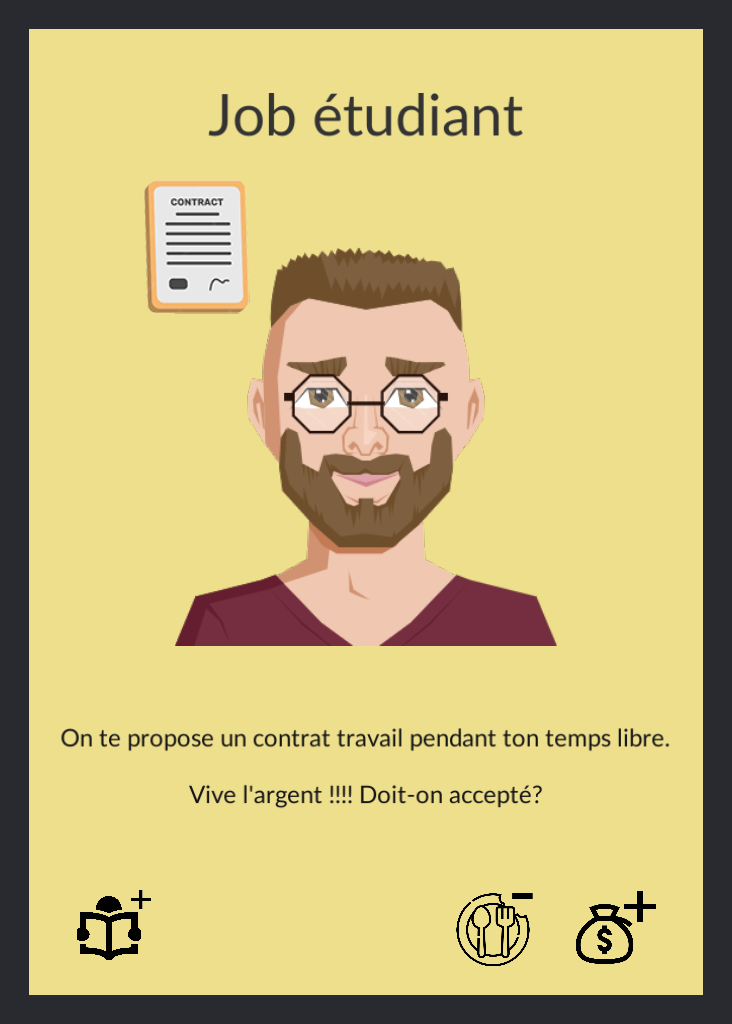 Job étudiant
CONTRACT
On te propose un contrat travail pendant ton temps libre.
Vive l'argent !!!! Doit-on accepté?